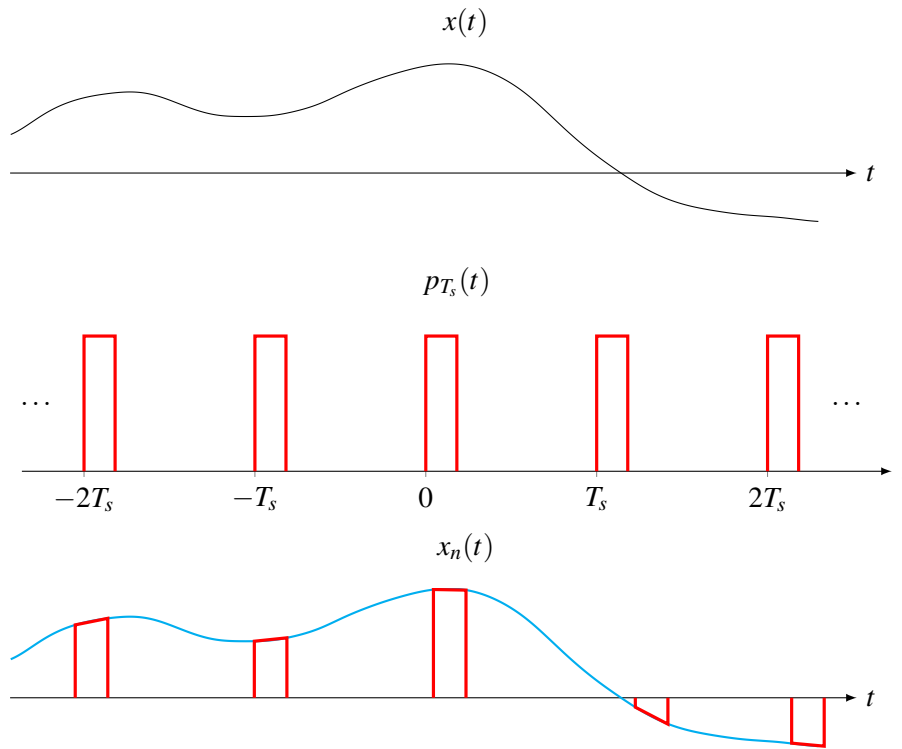 x(t)
t
p_{T_s}(t)
... ...
−2T_s −T_s 0 T_s 2T_s
x_n(t)
t